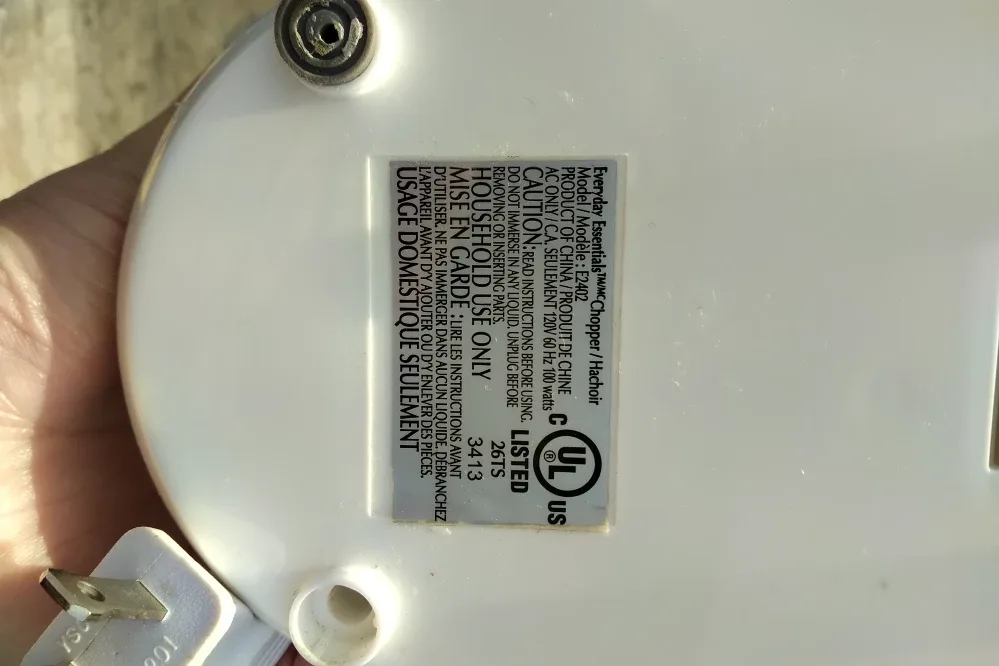 Everyday Essentials™/MC Chopper / Hachoir
Model / Modèle : E2402
PRODUCT OF CHINA / PRODUIT DE CHINE
AC ONLY / C.A. SEULEMENT 120V 60 Hz 100 watts
CAUTION: READ INSTRUCTIONS BEFORE USING.
DO NOT IMMERSE IN ANY LIQUID. UNPLUG BEFORE
REMOVING OR INSERTING PARTS.
HOUSEHOLD USE ONLY
MISE EN GARDE : LIRE LES INSTRUCTIONS AVANT
D'UTILISER. NE PAS IMMERGER DANS AUCUN LIQUIDE. DÉBRANCHEZ
L'APPAREIL AVANT D'Y AJOUTER OU D'Y ENLEVER DES PIÈCES.
USAGE DOMESTIQUE SEULEMENT
C UL ® US
LISTED
26TS
3413